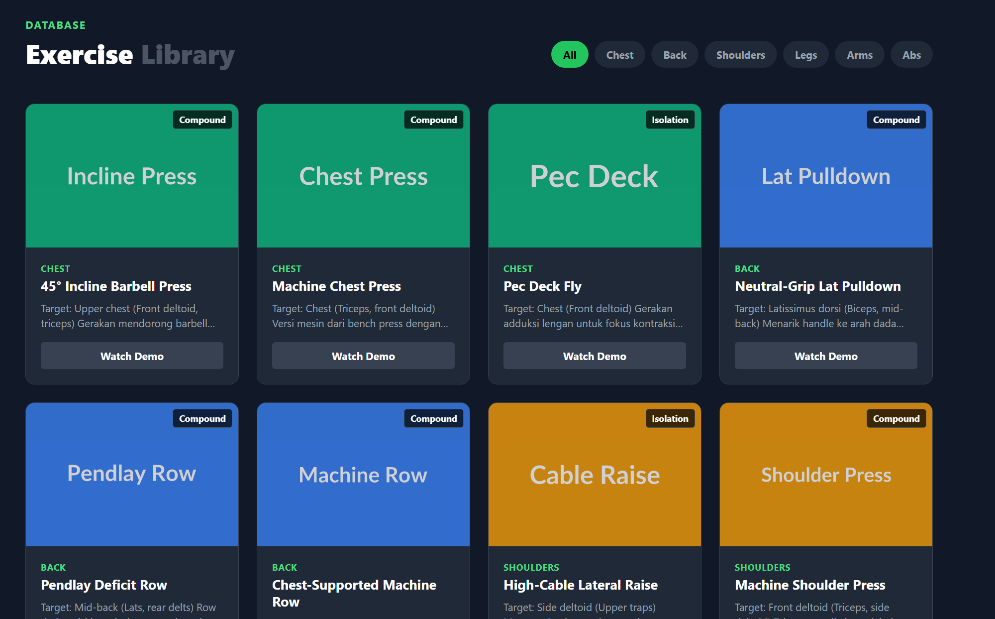 DATABASE
Exercise Library
All
Chest
Back
Shoulders
Legs
Arms
Abs
Compound
Incline Press
CHEST
45° Incline Barbell Press
Target: Upper chest (Front deltoid,
triceps) Gerakan mendorong barbell...
Watch Demo
Compound
Chest Press
CHEST
Machine Chest Press
Target: Chest (Triceps, front deltoid)
Versi mesin dari bench press dengan...
Watch Demo
Isolation
Pec Deck
CHEST
Pec Deck Fly
Target: Chest (Front deltoid) Gerakan
adduksi lengan untuk fokus kontraksi...
Watch Demo
Compound
Lat Pulldown
BACK
Neutral-Grip Lat Pulldown
Target: Latissimus dorsi (Biceps, mid-
back) Menarik handle ke arah dada...
Watch Demo
Compound
Pendlay Row
BACK
Pendlay Deficit Row
Target: Mid-back (Lats, rear delts) Row
Compound
Machine Row
BACK
Chest-Supported Machine
Row
Isolation
Cable Raise
SHOULDERS
High-Cable Lateral Raise
Target: Side deltoid (Upper traps)
Compound
Shoulder Press
SHOULDERS
Machine Shoulder Press
Target: Front deltoid (Triceps, side